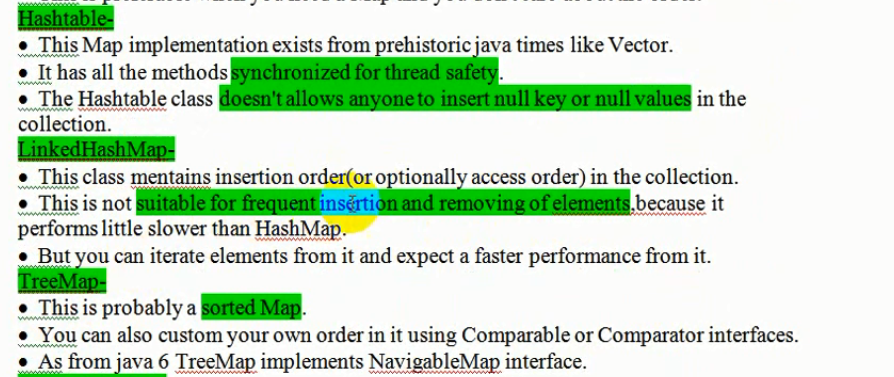 Hashtable-
• This Map implementation exists from prehistoric java times like Vector.
• It has all the methods synchronized for thread safety.
• The Hashtable class doesn't allows anyone to insert null key or null values in the
collection.
LinkedHashMap-
• This class mentains insertion order(or optionally access order) in the collection.
• This is not suitable for frequent insertion and removing of elements,because it
performs little slower than HashMap.
• But you can iterate elements from it and expect a faster performance from it.
TreeMap-
• This is probably a sorted Map.
• You can also custom your own order in it using Comparable or Comparator interfaces.
• As from java 6 TreeMap implements NavigableMap interface.